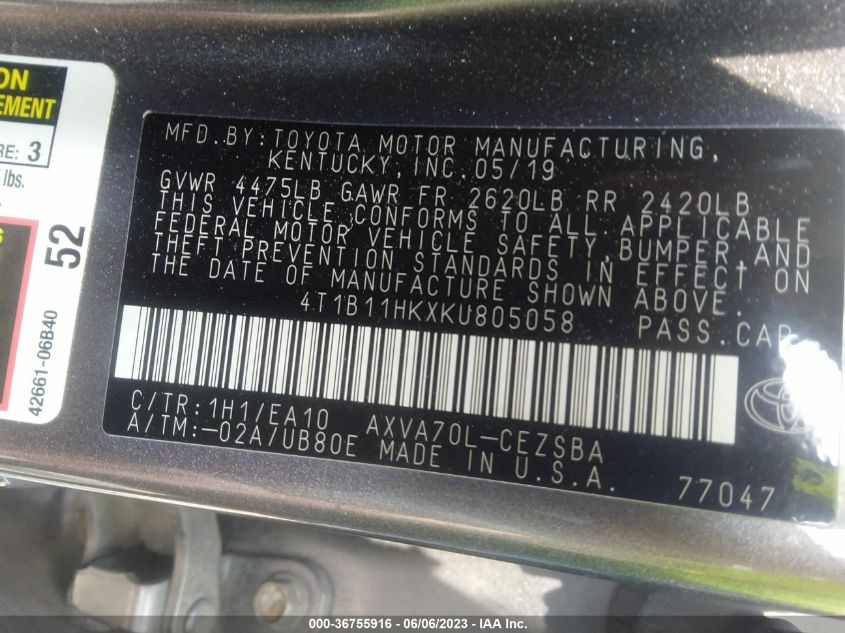 ON
EMENT
RE: 3
lbs.
52
42661-06B40
MFD.BY:TOYOTA MOTOR MANUFACTURING,
KENTUCKY,INC.05/19
GVWR 4475LB GAWR FR 2620LB RR 2420LB
THIS VEHICLE CONFORMS TO ALL APPLICABLE
FEDERAL MOTOR VEHICLE SAFETY,BUMPER AND
THEFT PREVENTION STANDARDS IN EFFECT ON
THE DATE OF MANUFACTURE SHOWN ABOVE.
4T1B11HKXKU805058 PASS.CAR
C/TR:1H1/EA10 AXVA70L-CEZSBA
A/TM:-02A/UB80E MADE IN U.S.A.
77047
000-36755916 - 06/06/2023 - IAA Inc.